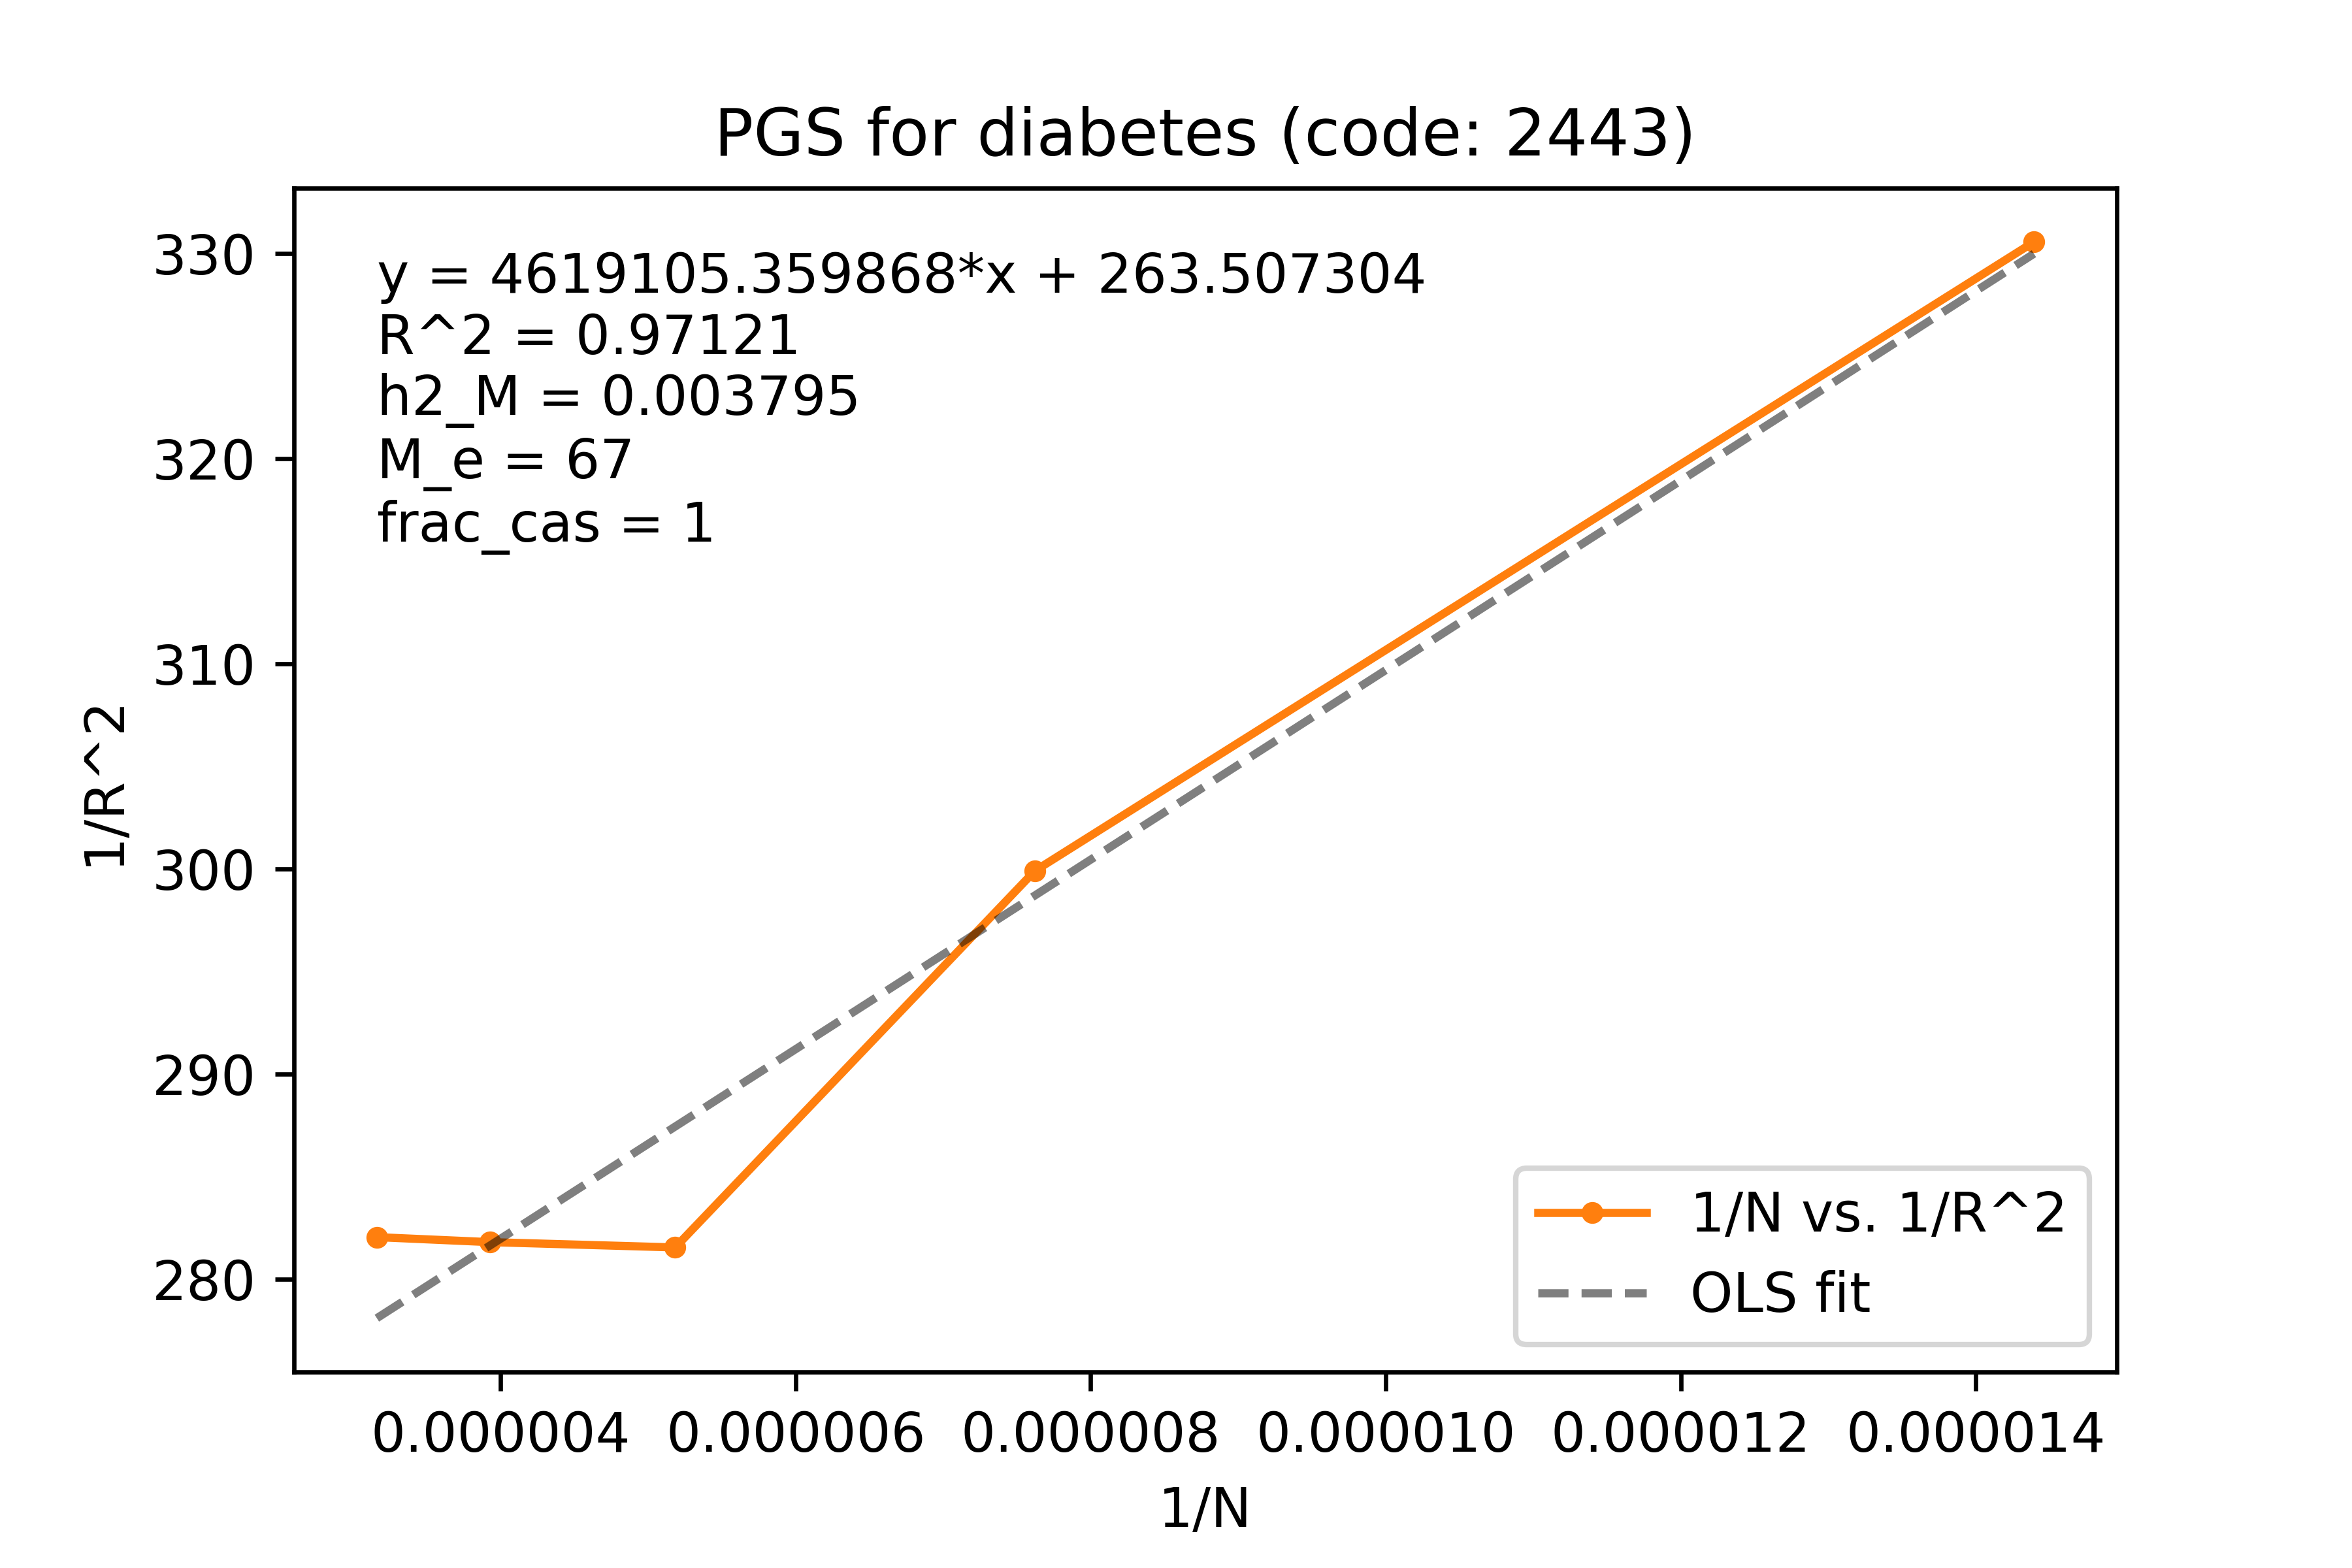 PGS for diabetes (code: 2443)
y = 4619105.359868*x + 263.507304
R^2 = 0.97121
h2_M = 0.003795
M_e = 67
frac_cas = 1
330
320
310
300
290
280
1/R^2
1/N vs. 1/R^2
OLS fit
0.000004 0.000006 0.000008 0.000010 0.000012 0.000014
1/N